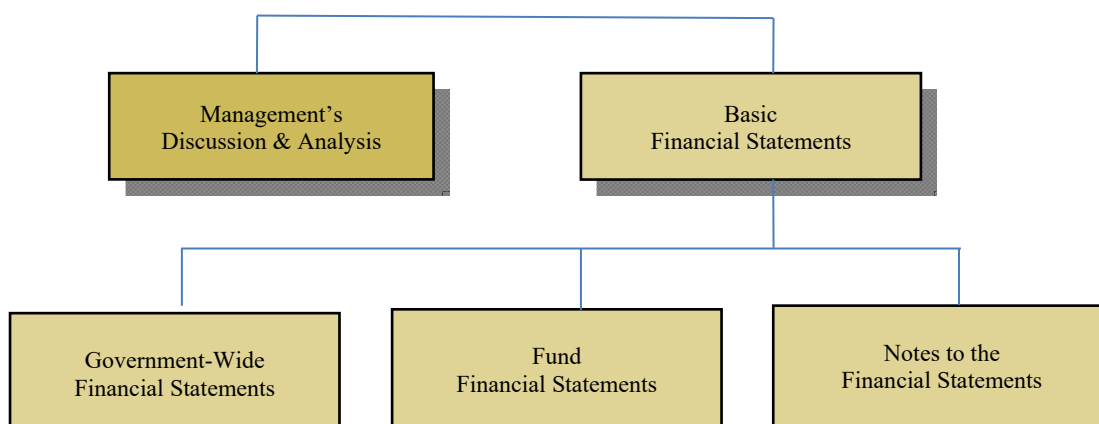 Management’s
Discussion & Analysis
Basic
Financial Statements
Government-Wide
Financial Statements
Fund
Financial Statements
Notes to the
Financial Statements